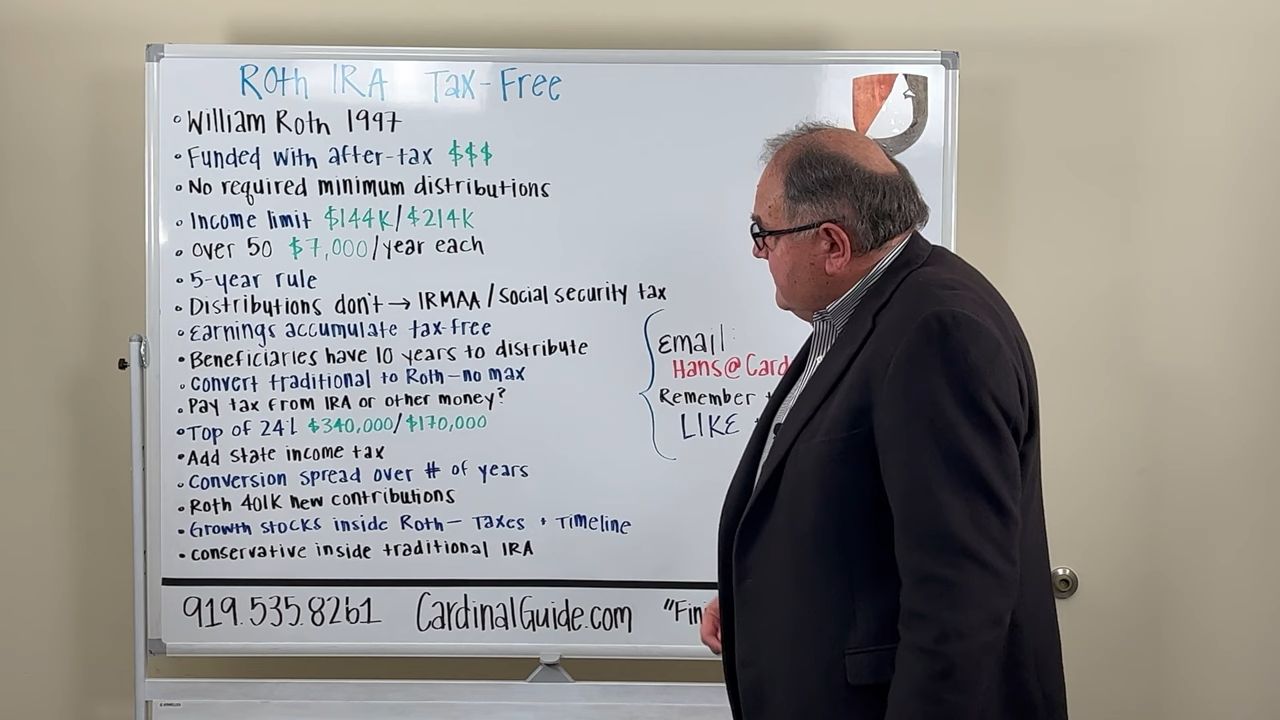 Roth IRA Tax-Free
• William Roth 1997
• Funded with after-tax $$$
• No required minimum distributions
• Income limit $144K/$214K
• Over 50 $7,000/year each
• 5-year rule
• Distributions don't → IRMAA/Social security tax
• Earnings accumulate tax-free
• Beneficiaries have 10 years to distribute
• Convert traditional to Roth-no max
• Pay tax from IRA or other money?
• Top of 24% $340,000/$170,000
• Add state income tax
• Conversion spread over # of years
• Roth 401K new contributions
• Growth stocks inside Roth- Taxes + Timeline
• conservative inside traditional IRA
Email:
Hans@Card
Remember
LIKE
919.535.8261 CardinalGuide.com "Fin